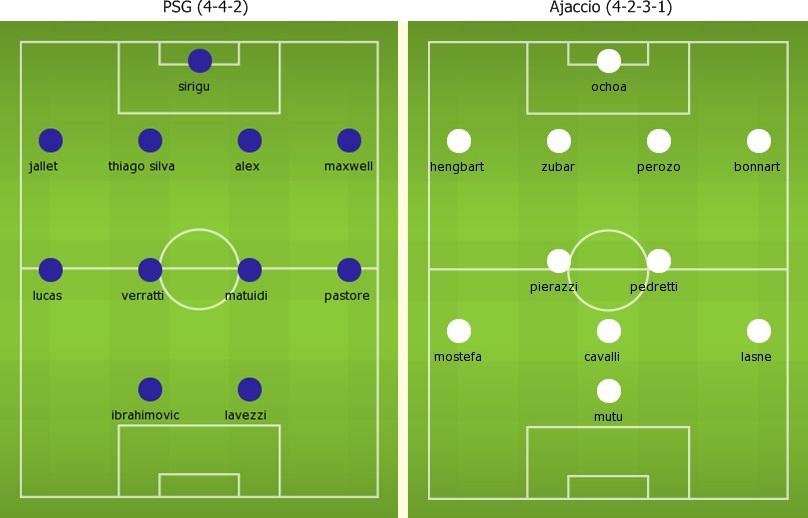 PSG (4-4-2)
sirigu
jallet thiago silva alex maxwell
lucas verratti matuidi pastore
ibrahimovic lavezzi
Ajaccio (4-2-3-1)
ochoa
hengbart zubar perozo bonnart
pierazzi pedretti
mostefa cavalli lasne
mutu